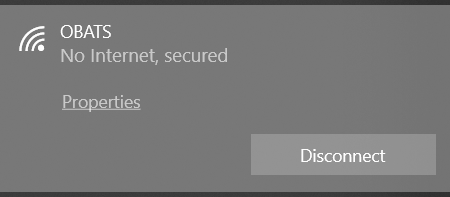 OBATS
No Internet, secured
Properties
Disconnect